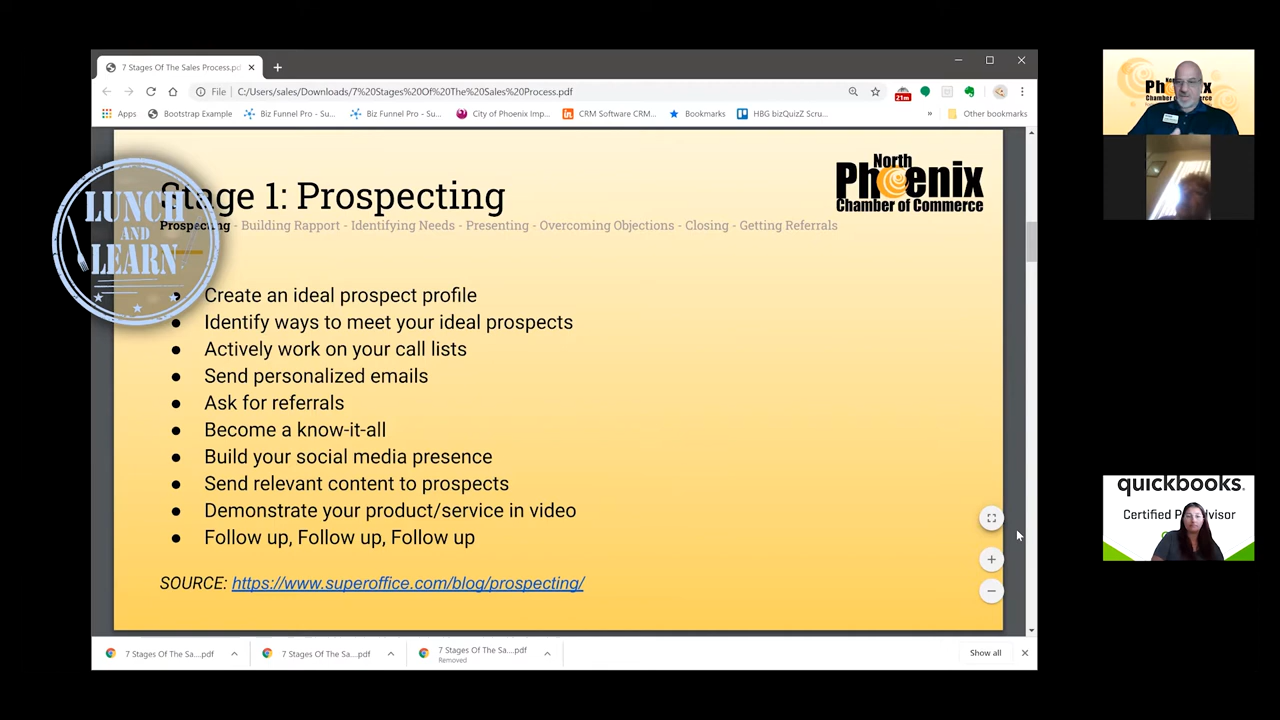 7 Stages Of The Sales Process.pd
File
C:/Users/sales/Downloads/7%20Stages%20Of%20The%20Sales%20Process.pdf
21m
Apps
Bootstrap Example
Biz Funnel Pro - Su...
Biz Funnel Pro - Su...
City of Phoenix Imp...
CRM Software CRM...
Bookmarks
HBG bizQuizZ Scru...
»
Other bookmarks
Stage 1: Prospecting
Prospecting - Building Rapport - Identifying Needs - Presenting - Overcoming Objections - Closing - Getting Referrals
North
Phoenix
Chamber of Commerce
LUNCH
AND
LEARN
● Create an ideal prospect profile
● Identify ways to meet your ideal prospects
● Actively work on your call lists
● Send personalized emails
● Ask for referrals
● Become a know-it-all
● Build your social media presence
● Send relevant content to prospects
● Demonstrate your product/service in video
● Follow up, Follow up, Follow up
SOURCE: https://www.superoffice.com/blog/prospecting/
7 Stages Of The Sa....pdf
7 Stages Of The Sa....pdf
7 Stages Of The Sa....pdf
Removed
Show all
quickbooks.
Certified